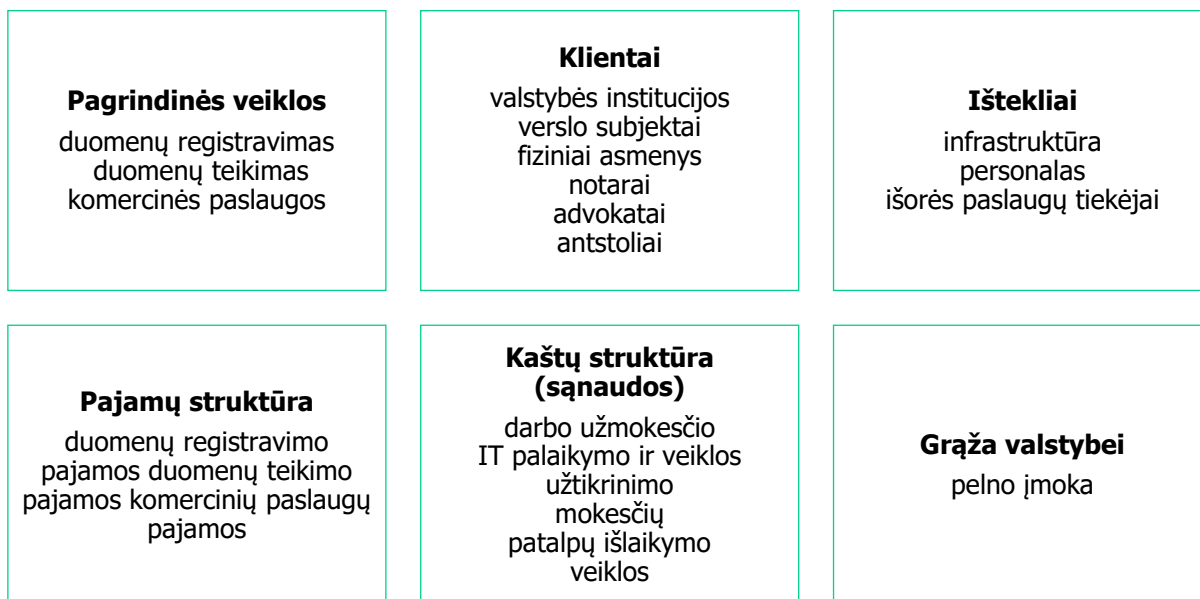 Pagrindinės veiklos
duomenų registravimas
duomenų teikimas
komercinės paslaugos
Klientai
valstybės institucijos
verslo subjektai
fiziniai asmenys
notarai
advokatai
antstoliai
Ištekliai
infrastruktūra
personalas
išorės paslaugų tiekėjai
Pajamų struktūra
duomenų registravimo
pajamos duomenų teikimo
pajamos komercinių paslaugų
pajamos
Kaštų struktūra
(sąnaudos)
darbo užmokesčio
IT palaikymo ir veiklos
užtikrinimo
mokesčių
patalpų išlaikymo
veiklos
Grąža valstybei
pelno įmoka